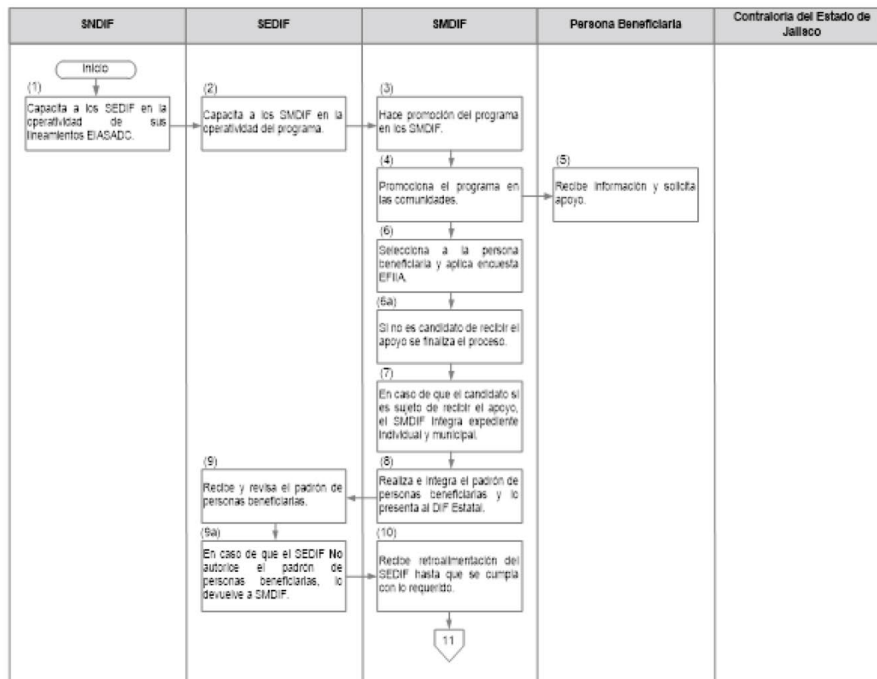 SNDIF
SEDIF
SMDIF
Persona Beneficiaria
Contraloría del Estado de
Jalisco
Inicio
(1)
Capacita a los SEDIF en la
operatividad de sus
lineamientos EIASADC.
(2)
Capacita a los SMDIF en la
operatividad del programa.
(3)
Hace promoción del programa
en los SMDIF.
(4)
Promociona el programa en
las comunidades.
(5)
Recibe información y solicita
apoyo.
(6)
Selecciona a la persona
beneficiaria y aplica encuesta
EFIIA.
(6a)
Si no es candidato de recibir el
apoyo se finaliza el proceso.
(7)
En caso de que el candidato si
es sujeto de recibir el apoyo,
el SMDIF integra expediente
individual y municipal.
(8)
Realiza e integra el padrón de
personas beneficiarias y lo
presenta al DIF Estatal.
(9)
Recibe y revisa el padrón de
personas beneficiarias.
(9a)
En caso de que el SEDIF No
autorice el padrón de
personas beneficiarias, lo
devuelve a SMDIF.
(10)
Recibe retroalimentación del
SEDIF hasta que se cumpla
con lo requerido.
11